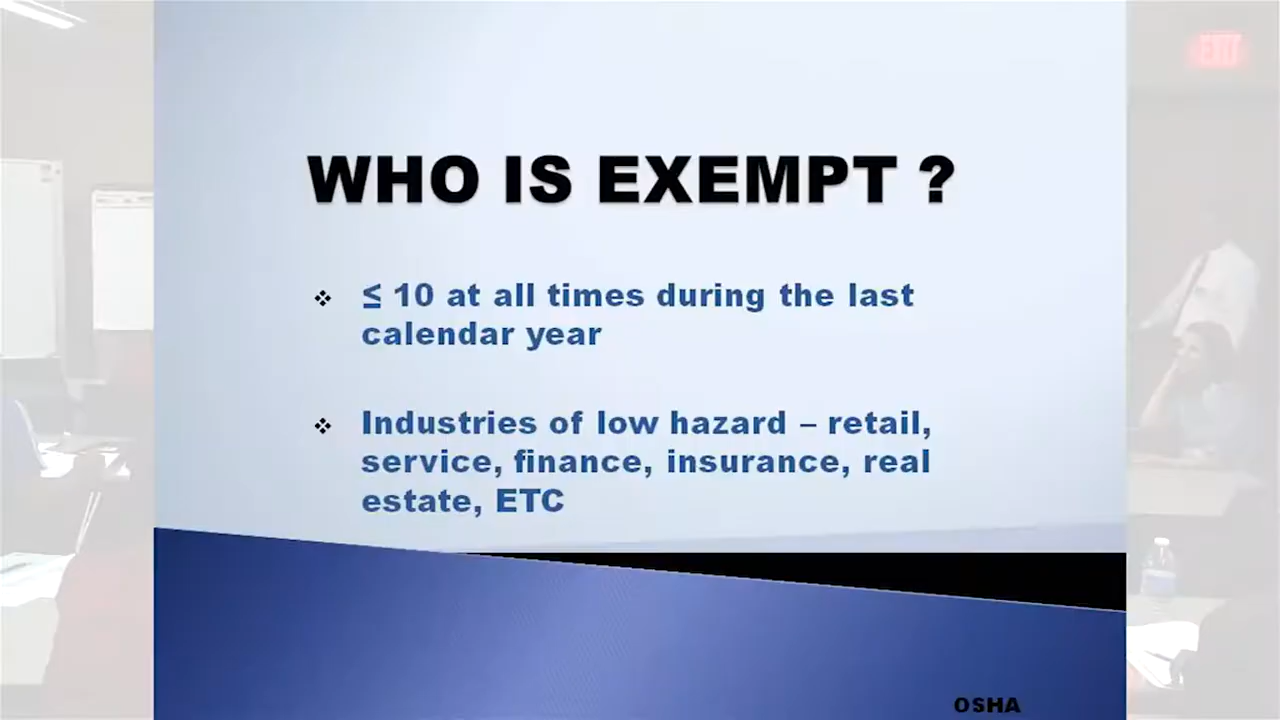 EXIT
WHO IS EXEMPT ?
≤ 10 at all times during the last
calendar year
Industries of low hazard – retail,
service, finance, insurance, real
estate, ETC
OSHA